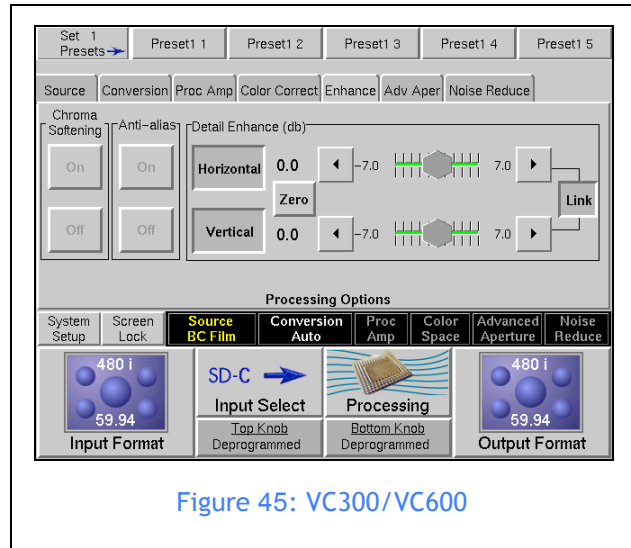 Set 1 Presets
Preset1 1
Preset1 2
Preset1 3
Preset1 4
Preset1 5
Source
Conversion
Proc Amp
Color Correct
Enhance
Adv Aper
Noise Reduce
Chroma Softening
On
Off
Anti-alias
On
Off
Detail Enhance (db)
Horizontal
0.0
-7.0
7.0
Zero
Link
Vertical
0.0
-7.0
7.0
Processing Options
System Setup
Screen Lock
Source BC Film
Conversion Auto
Proc Amp
Color Space
Advanced Aperture
Noise Reduce
480 i
59.94
Input Format
SD-C
Input Select
Processing
Top Knob
Deprogrammed
Bottom Knob
Deprogrammed
480 i
59.94
Output Format
Figure 45: VC300/VC600